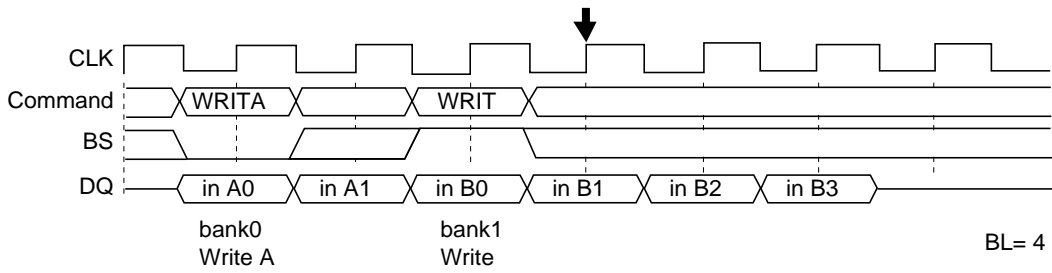 CLK
Command WRITA WRIT
BS
DQ in A0 in A1 in B0 in B1 in B2 in B3
bank0 bank1
Write A Write
BL= 4